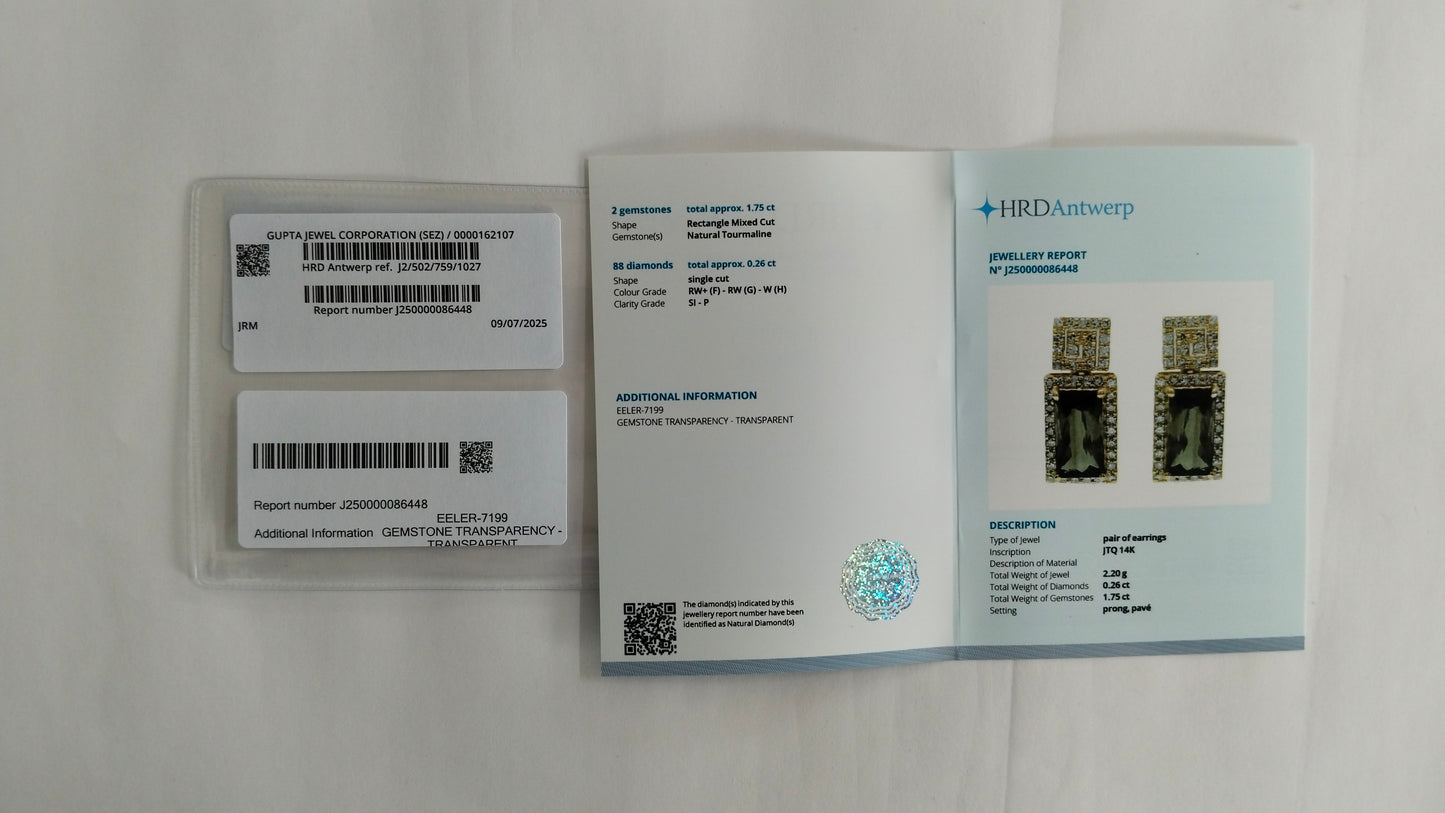 GUPTA JEWEL CORPORATION (SEZ) / 0000162107
HRD Antwerp ref. J2/502/759/1027
Report number J250000086448
JRM 09/07/2025
Report number J250000086448
EELER-7199
Additional Information GEMSTONE TRANSPARENCY -
TRANSPARENT
2 gemstones total approx. 1.75 ct
Shape Rectangle Mixed Cut
Gemstone(s) Natural Tourmaline
88 diamonds total approx. 0.26 ct
Shape single cut
Colour Grade RW+ (F) - RW (G) - W (H)
Clarity Grade SI - P
ADDITIONAL INFORMATION
EELER-7199
GEMSTONE TRANSPARENCY - TRANSPARENT
The diamond(s) indicated by this
jewellery report number have been
identified as Natural Diamond(s)
HRDAntwerp
JEWELLERY REPORT
N° J250000086448
DESCRIPTION
Type of Jewel pair of earrings
Inscription JTQ 14K
Description of Material
Total Weight of Jewel 2.20 g
Total Weight of Diamonds 0.26 ct
Total Weight of Gemstones 1.75 ct
Setting prong, pavé